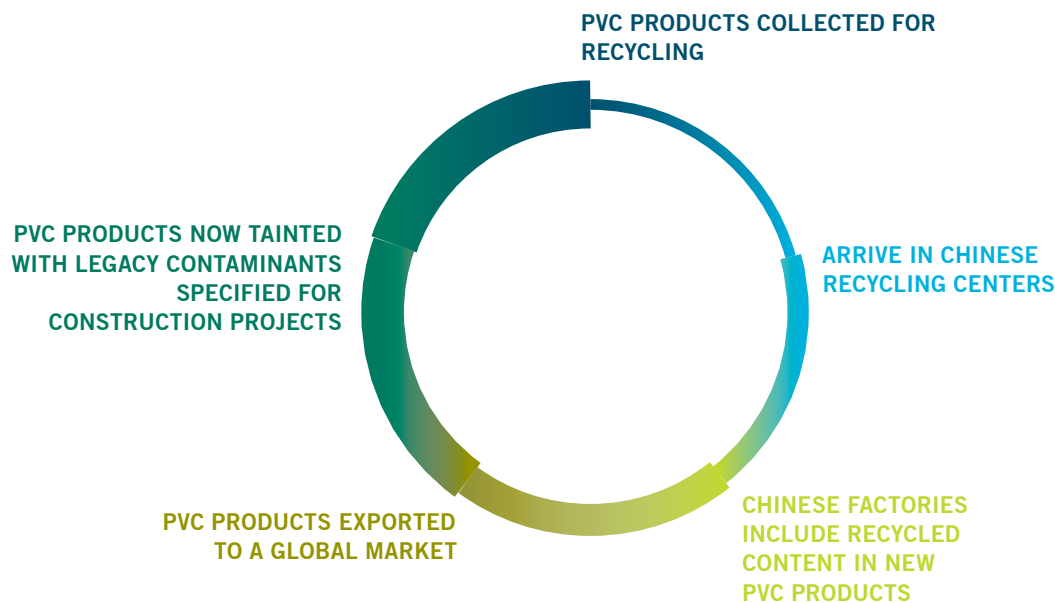 PVC PRODUCTS COLLECTED FOR
RECYCLING
ARRIVE IN CHINESE
RECYCLING CENTERS
CHINESE FACTORIES
INCLUDE RECYCLED
CONTENT IN NEW
PVC PRODUCTS
PVC PRODUCTS EXPORTED
TO A GLOBAL MARKET
PVC PRODUCTS NOW TAINTED
WITH LEGACY CONTAMINANTS
SPECIFIED FOR
CONSTRUCTION PROJECTS